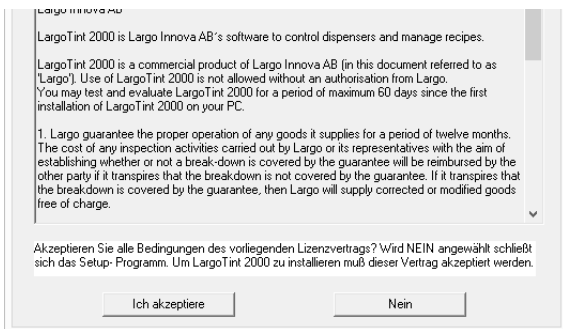 Largo Innova AB
LargoTint 2000 is Largo Innova AB's software to control dispensers and manage recipes.
LargoTint 2000 is a commercial product of Largo Innova AB (in this document referred to as
'Largo'). Use of LargoTint 2000 is not allowed without an authorisation from Largo.
You may test and evaluate LargoTint 2000 for a period of maximum 60 days since the first
installation of LargoTint 2000 on your PC.
1. Largo guarantee the proper operation of any goods it supplies for a period of twelve months.
The cost of any inspection activities carried out by Largo or its representatives with the aim of
establishing whether or not a break-down is covered by the guarantee will be reimbursed by the
other party if it transpires that the breakdown is not covered by the guarantee. If it transpires that
the breakdown is covered by the guarantee, then Largo will supply corrected or modified goods
free of charge.
Akzeptieren Sie alle Bedingungen des vorliegenden Lizenzvertrags? Wird NEIN angewählt schließt
sich das Setup- Programm. Um LargoTint 2000 zu installieren muß dieser Vertrag akzeptiert werden.
Ich akzeptiere
Nein